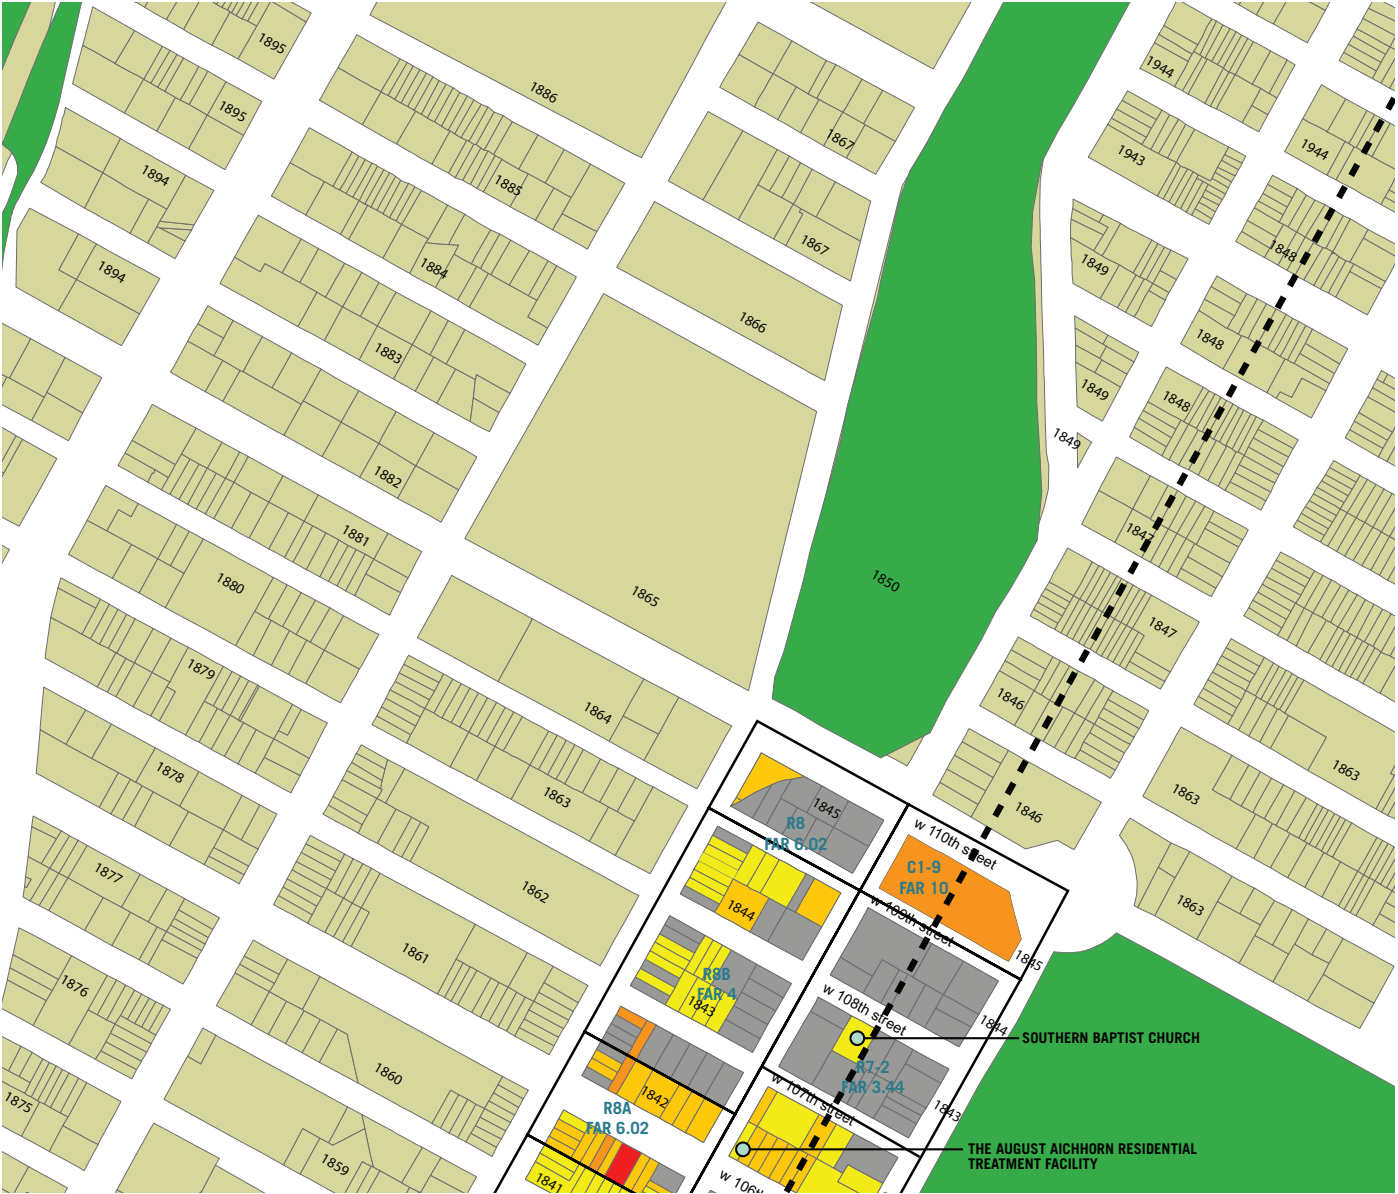 1895
1886
1944
1895
1867
1944
1943
1894
1885
1867
1848
1849
1894
1884
1866
1848
1883
1849
1848
1849
1882
1881
1847
1880
1850
1865
1847
1879
1846
1864
1878
1863
1863
1863
1845
1846
R8
FAR 6.02
w 110th street
1877
C1-9
FAR 10
1862
1844
w 109th street
1863
1861
1845
1876
R8B
FAR 4
1843
w 108th street
1844
SOUTHERN BAPTIST CHURCH
1860
R7-2
FAR 3.44
1842
1875
w 107th street
1843
R8A
FAR 6.02
THE AUGUST AICHHORN RESIDENTIAL
TREATMENT FACILITY
1859
1841
w 106t